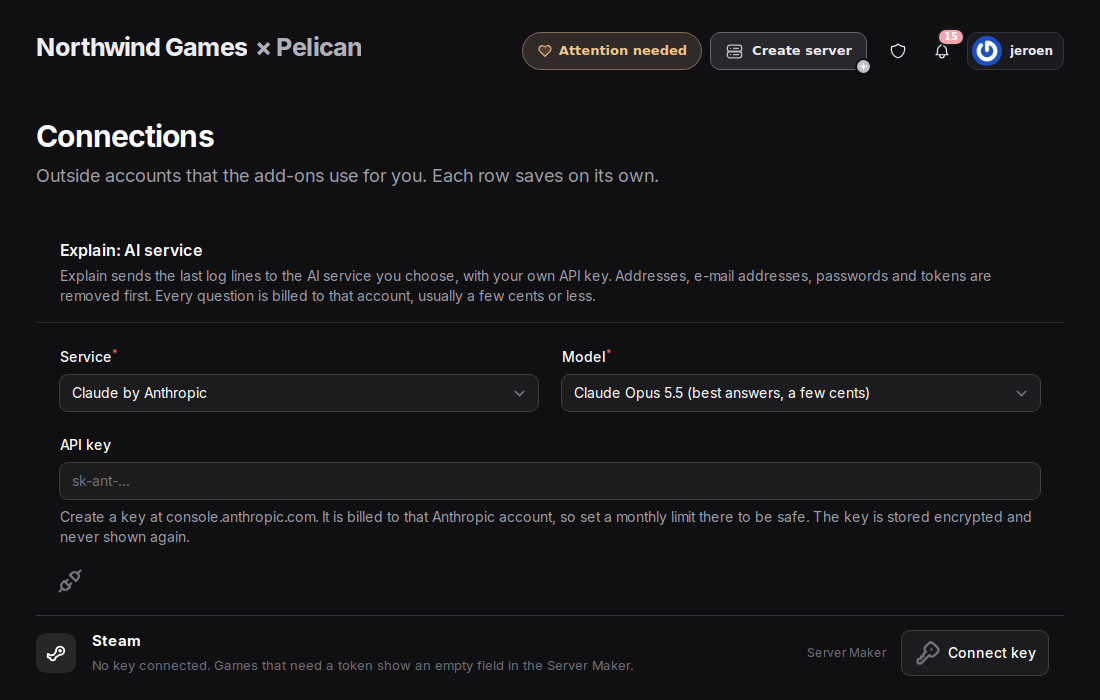 Northwind Games × Pelican
Attention needed
Create server
15
jeroen
Connections
Outside accounts that the add-ons use for you. Each row saves on its own.
Explain: AI service
Explain sends the last log lines to the AI service you choose, with your own API key. Addresses, e-mail addresses, passwords and tokens are
removed first. Every question is billed to that account, usually a few cents or less.
Service*
Model*
Claude by Anthropic
Claude Opus 5.5 (best answers, a few cents)
API key
sk-ant-...
Create a key at console.anthropic.com. It is billed to that Anthropic account, so set a monthly limit there to be safe. The key is stored encrypted and
never shown again.
Steam
No key connected. Games that need a token show an empty field in the Server Maker.
Server Maker
Connect key